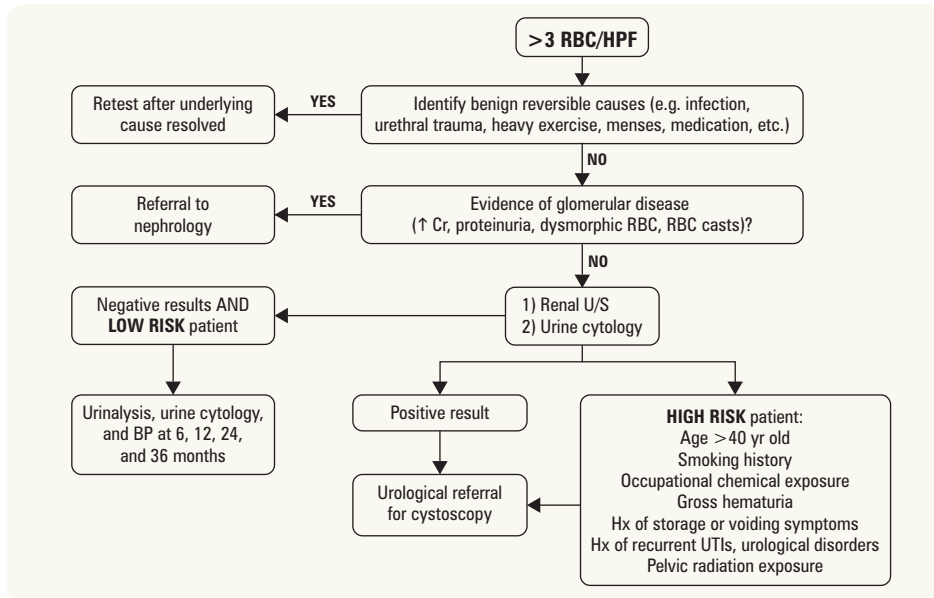 >3 RBC/HPF
Retest after underlying
cause resolved
YES
Identify benign reversible causes (e.g. infection,
urethral trauma, heavy exercise, menses, medication, etc.)
NO
Referral to
nephrology
YES
Evidence of glomerular disease
(↑ Cr, proteinuria, dysmorphic RBC, RBC casts)?
NO
Negative results AND
LOW RISK patient
1) Renal U/S
2) Urine cytology
Urinalysis, urine cytology,
and BP at 6, 12, 24,
and 36 months
Positive result
Urological referral
for cystoscopy
HIGH RISK patient:
Age >40 yr old
Smoking history
Occupational chemical exposure
Gross hematuria
Hx of storage or voiding symptoms
Hx of recurrent UTIs, urological disorders
Pelvic radiation exposure